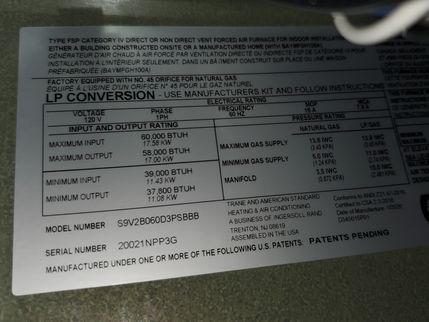 TYPE FSP CATEGORY IV DIRECT OR NON DIRECT VENT FORCED AIR FURNACE FOR INDOOR INSTALLATION
EITHER A BUILDING CONSTRUCTED ONSITE OR A MANUFACTURED HOME (WITH BAYMFGH100A)
GÉNÉRATEUR D'AIR CHAUD À AIR FORCÉ À VENTILATION DIRECTE OU INDIRECTE
INSTALLATION À L'INTÉRIEUR SEULEMENT. DANS UN BÂTIMENT CONSTRUIT SUR PLACE OU UNE MAISON
PRÉFABRIQUÉE (BAYMFGH100A)
FACTORY EQUIPPED WITH NO. 45 ORIFICE FOR NATURAL GAS
ÉQUIPÉ À L'USINE D'UN ORIFICE N° 45 POUR LE GAZ NATUREL
LP CONVERSION - USE MANUFACTURERS KIT AND FOLLOW INSTRUCTIONS
ELECTRICAL RATING
VOLTAGE PHASE FREQUENCY MOP
120 V 1PH 60 HZ 15 A
INPUT AND OUTPUT RATING PRESSURE RATING
NATURAL GAS LP GAS
MAXIMUM INPUT 60,000 BTUH
17.58 KW
MAXIMUM OUTPUT 58,000 BTUH
17.00 KW
MAXIMUM GAS SUPPLY 13.8 IWC 13.8 IWC
MINIMUM INPUT 39,000 BTUH
11.43 KW
MINIMUM GAS SUPPLY 5.0 IWC
MINIMUM OUTPUT 37,800 BTUH
11.08 KW
MANIFOLD 3.5 IWC
MODEL NUMBER S9V2B060D3PSBBB
SERIAL NUMBER 20021NPP3G
TRANE AND AMERICAN STANDARD
HEATING & AIR CONDITIONING
A BUSINESS OF INGERSOLL RAND
TRENTON, NJ 08619
ASSEMBLED IN THE USA
MANUFACTURED UNDER ONE OR MORE OF THE FOLLOWING U.S. PATENTS: PATENTS PENDING